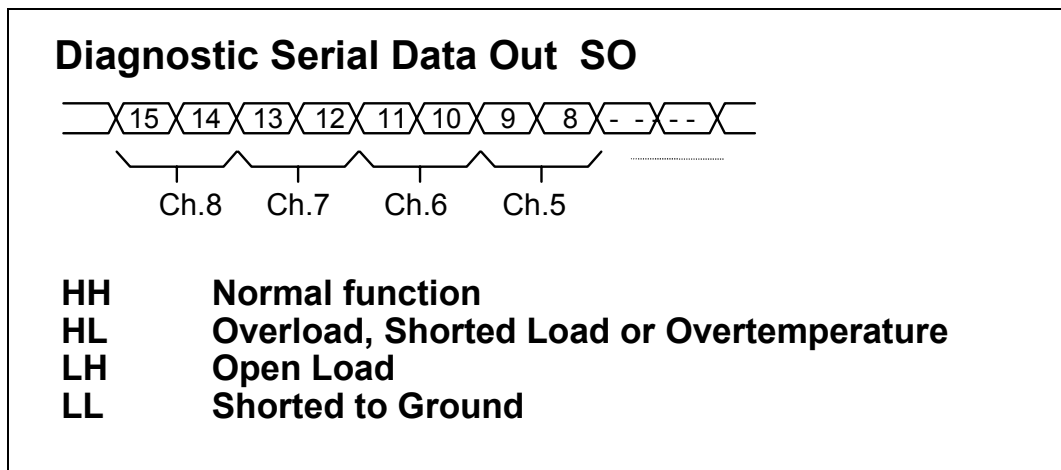 Diagnostic Serial Data Out SO
15 14 13 12 11 10 9 8 - - - -
Ch.8 Ch.7 Ch.6 Ch.5
HH Normal function
HL Overload, Shorted Load or Overtemperature
LH Open Load
LL Shorted to Ground